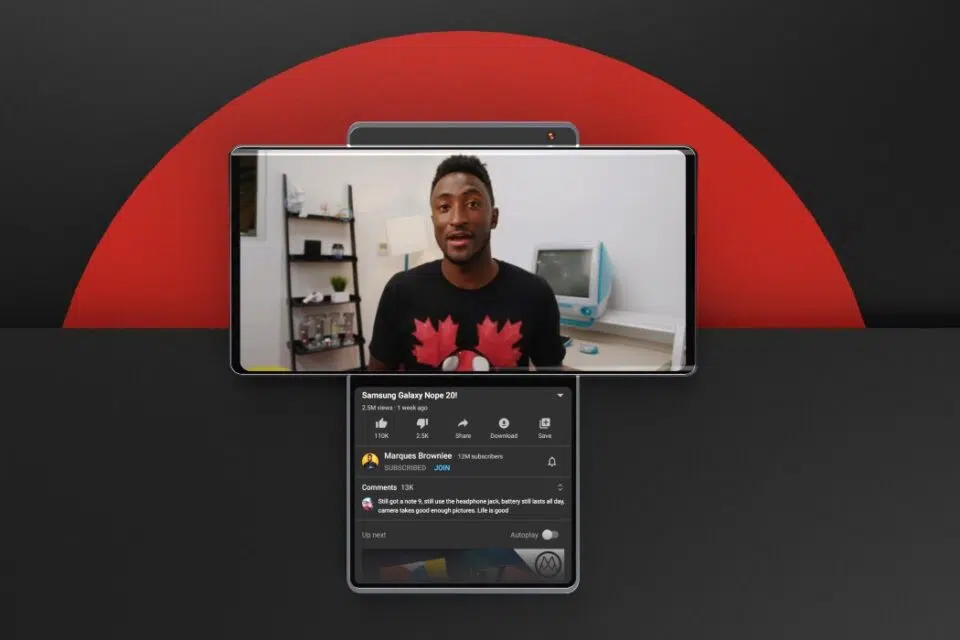 Samsung Galaxy Nope 20!
2.5M views · 1 week ago
110K 2.5K Share Download Save
Marques Brownlee 12M subscribers
SUBSCRIBED JOIN
Comments 13K
Still got a note 9, still use the headphone jack, battery still lasts all day,
camera takes good enough pictures. Life is good
Up next Autoplay